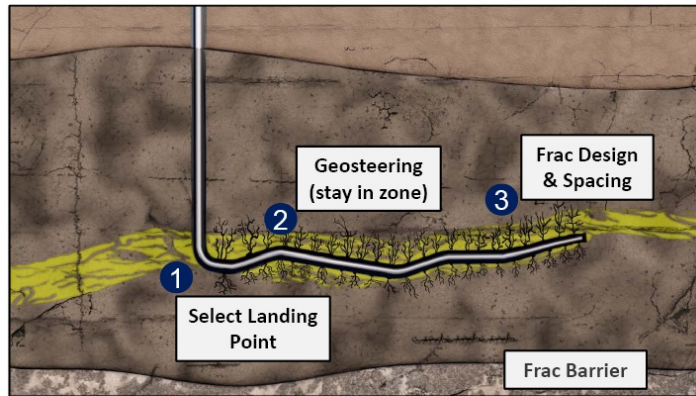 1
Select Landing
Point
2
Geosteering
(stay in zone)
3
Frac Design
& Spacing
Frac Barrier